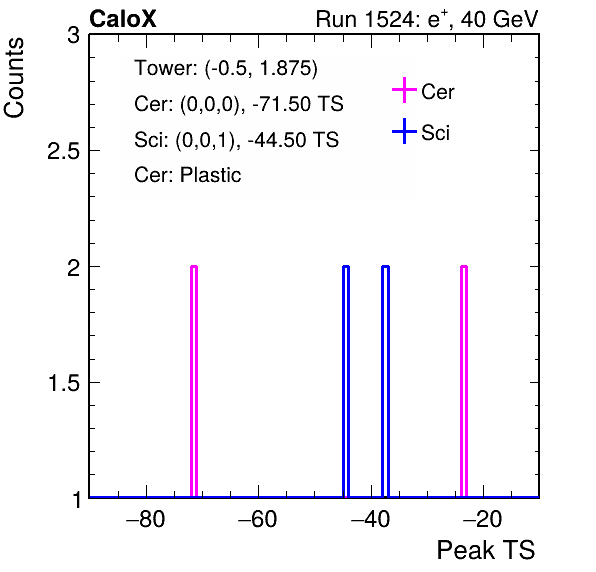 CaloX Run 1524: e+, 40 GeV
Counts
3
2.5
2
1.5
1
Tower: (-0.5, 1.875)
Cer: (0,0,0), -71.50 TS
Sci: (0,0,1), -44.50 TS
Cer: Plastic
Cer
Sci
−80 −60 −40 −20
Peak TS